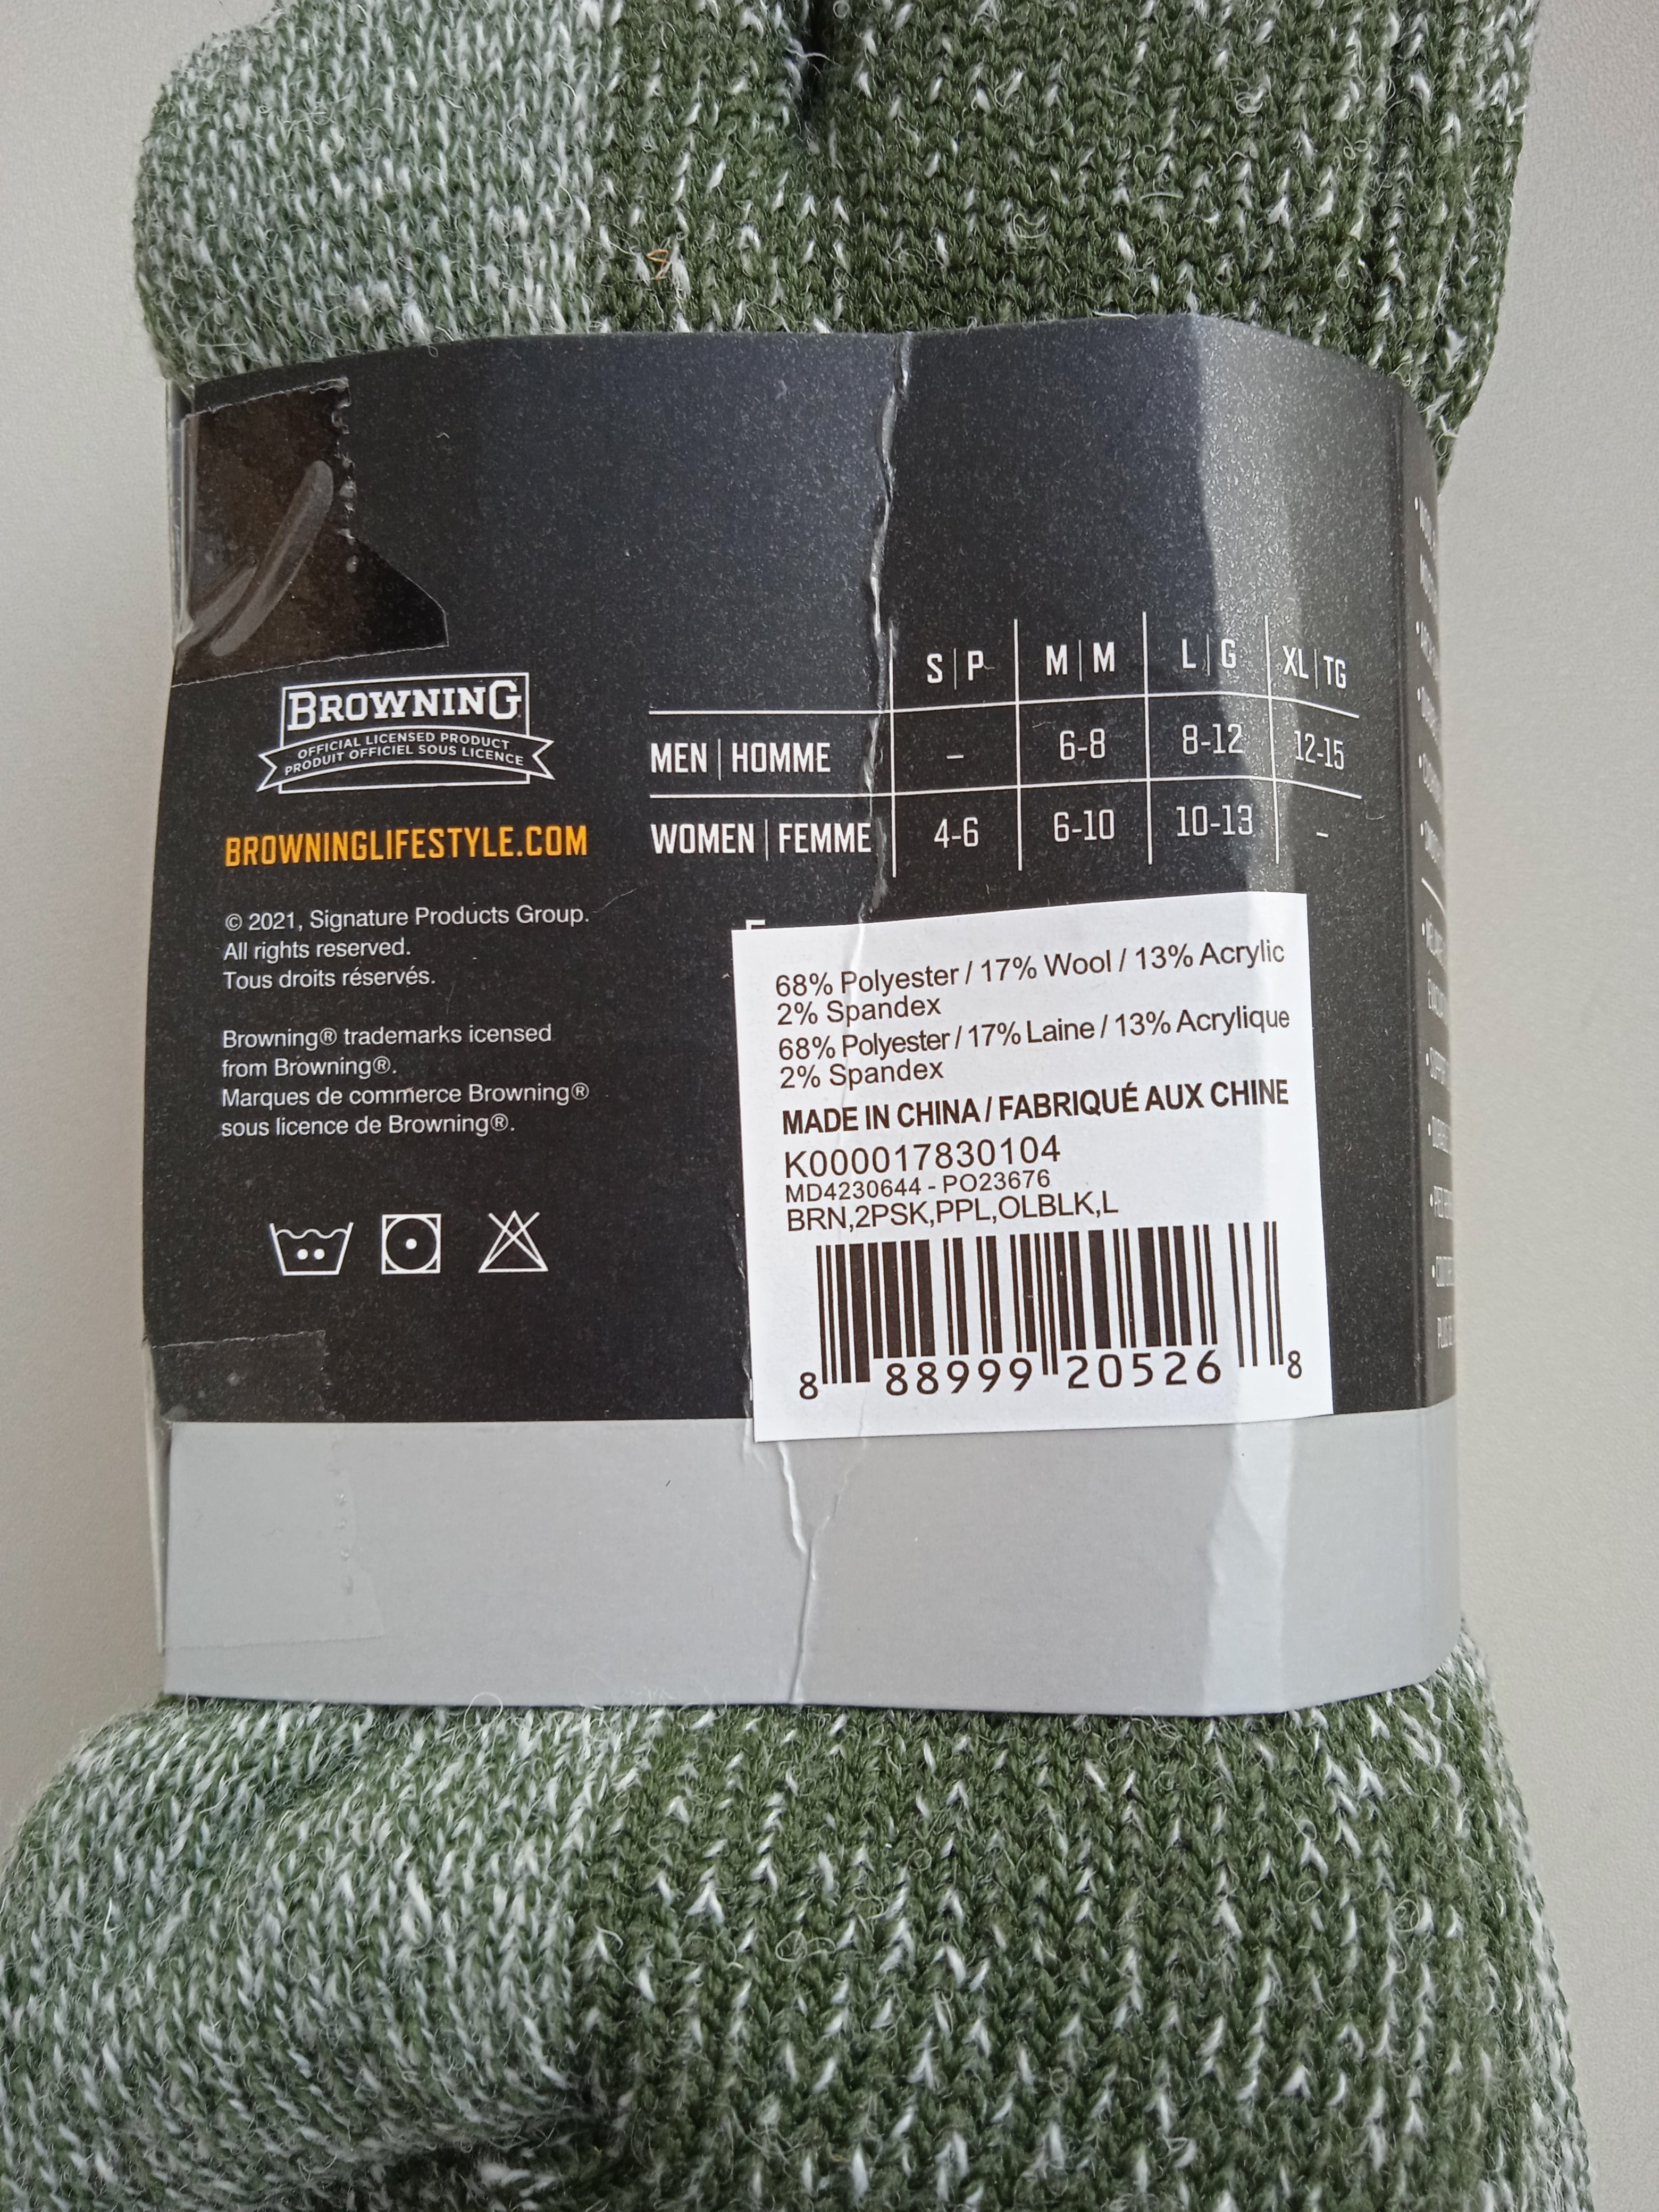 BROWNING
OFFICIAL LICENSED PRODUCT
PRODUIT OFFICIEL SOUS LICENCE
BROWNINGLIFESTYLE.COM
© 2021, Signature Products Group.
All rights reserved.
Tous droits réservés.
Browning® trademarks icensed
from Browning®.
Marques de commerce Browning®
sous licence de Browning®.
S | P M | M L | G XL | TG
MEN | HOMME – 6-8 8-12 12-15
WOMEN | FEMME 4-6 6-10 10-13 –
68% Polyester / 17% Wool / 13% Acrylic
2% Spandex
68% Polyester / 17% Laine / 13% Acrylique
2% Spandex
MADE IN CHINA / FABRIQUÉ AUX CHINE
K000017830104
MD4230644 - PO23676
BRN,2PSK,PPL,OLBLK,L
8 88999 20526 8